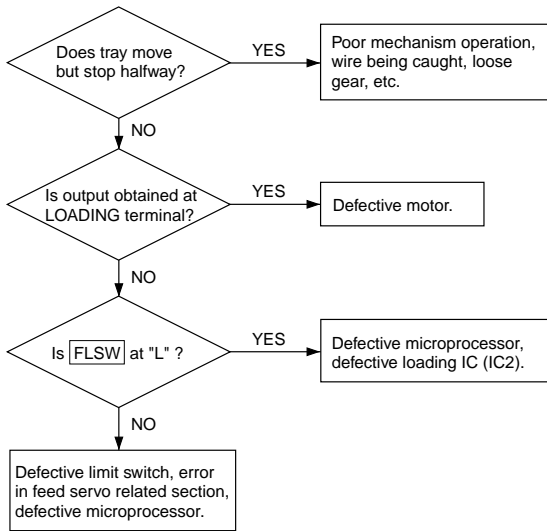 Does tray move
but stop halfway?
YES
Poor mechanism operation,
wire being caught, loose
gear, etc.
NO
Is output obtained at
LOADING terminal?
YES
Defective motor.
NO
Is FLSW at "L" ?
YES
Defective microprocessor,
defective loading IC (IC2).
NO
Defective limit switch, error
in feed servo related section,
defective microprocessor.